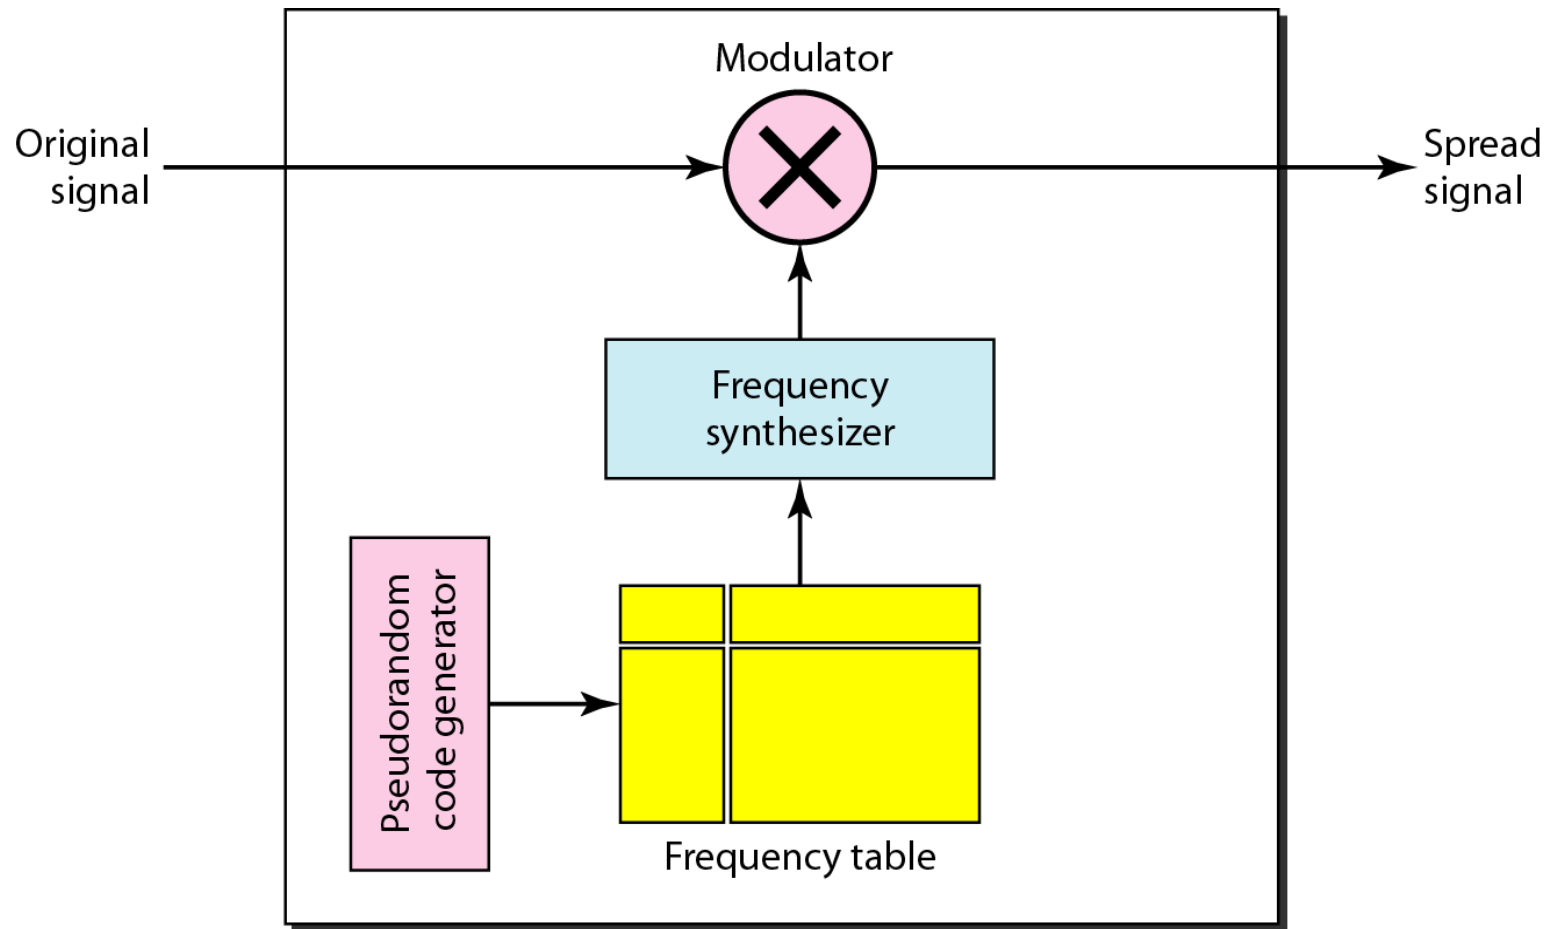 Modulator
Original
signal
Spread
signal
Frequency
synthesizer
Pseudorandom
code generator
Frequency table